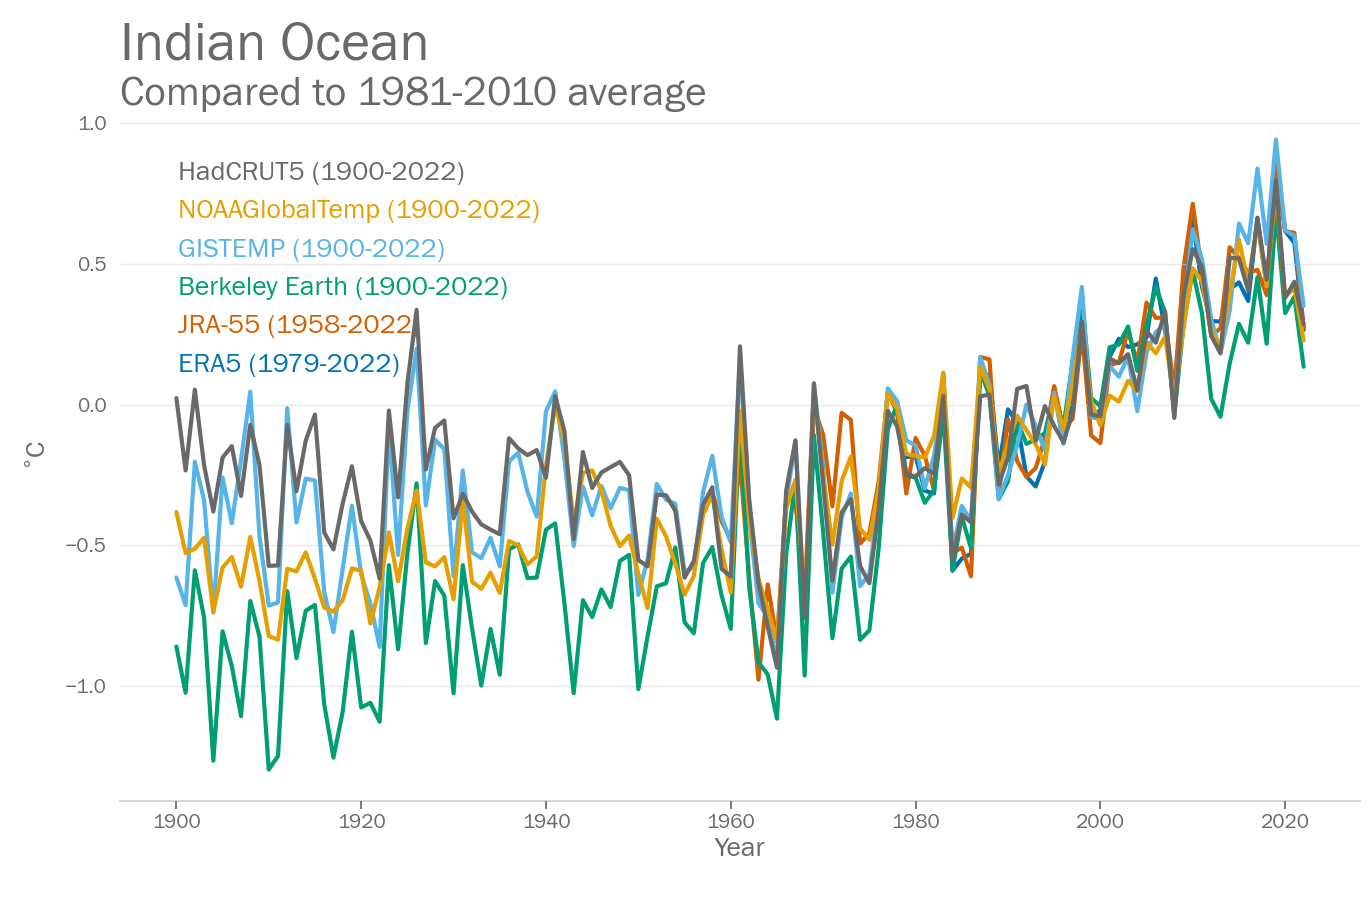 Indian Ocean
Compared to 1981-2010 average
1.0
HadCRUT5 (1900-2022)
NOAAGlobalTemp (1900-2022)
GISTEMP (1900-2022)
0.5
Berkeley Earth (1900-2022)
JRA-55 (1958-2022
ERA5 (1979-2022)
0.0
°C
−0.5
−1.0
1900 1920 1940 1960 1980 2000 2020
Year